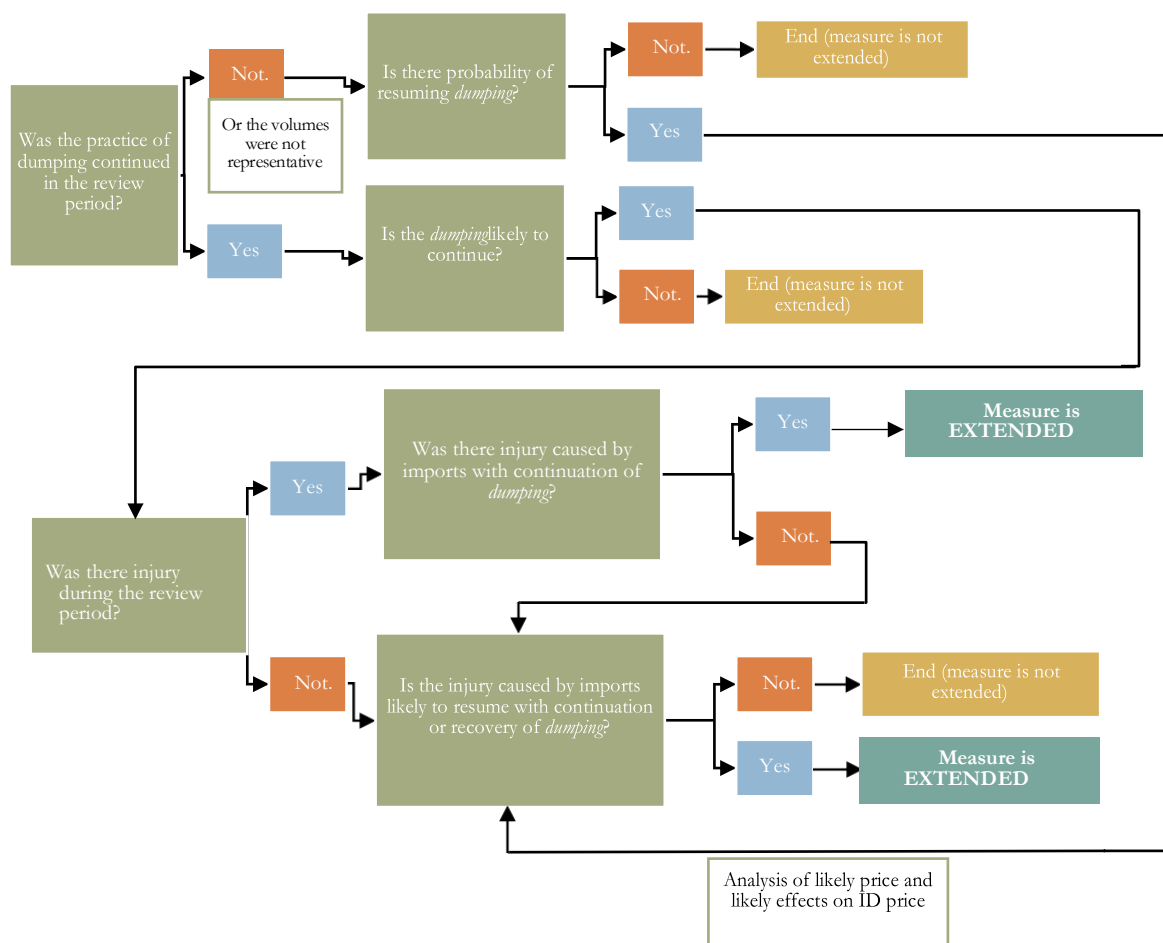 Was the practice of
dumping continued
in the review
period?
Not.
Or the volumes
were not
representative
Yes
Is there probability of
resuming dumping?
Not.
End (measure is not
extended)
Yes
Is the dumpinglikely to
continue?
Yes
Not.
End (measure is not
extended)
Was there injury
during the review
period?
Yes
Was there injury caused by
imports with continuation of
dumping?
Yes
Measure is
EXTENDED
Not.
Not.
Is the injury caused by imports
likely to resume with continuation
or recovery of dumping?
Not.
End (measure is not
extended)
Yes
Measure is
EXTENDED
Analysis of likely price and
likely effects on ID price